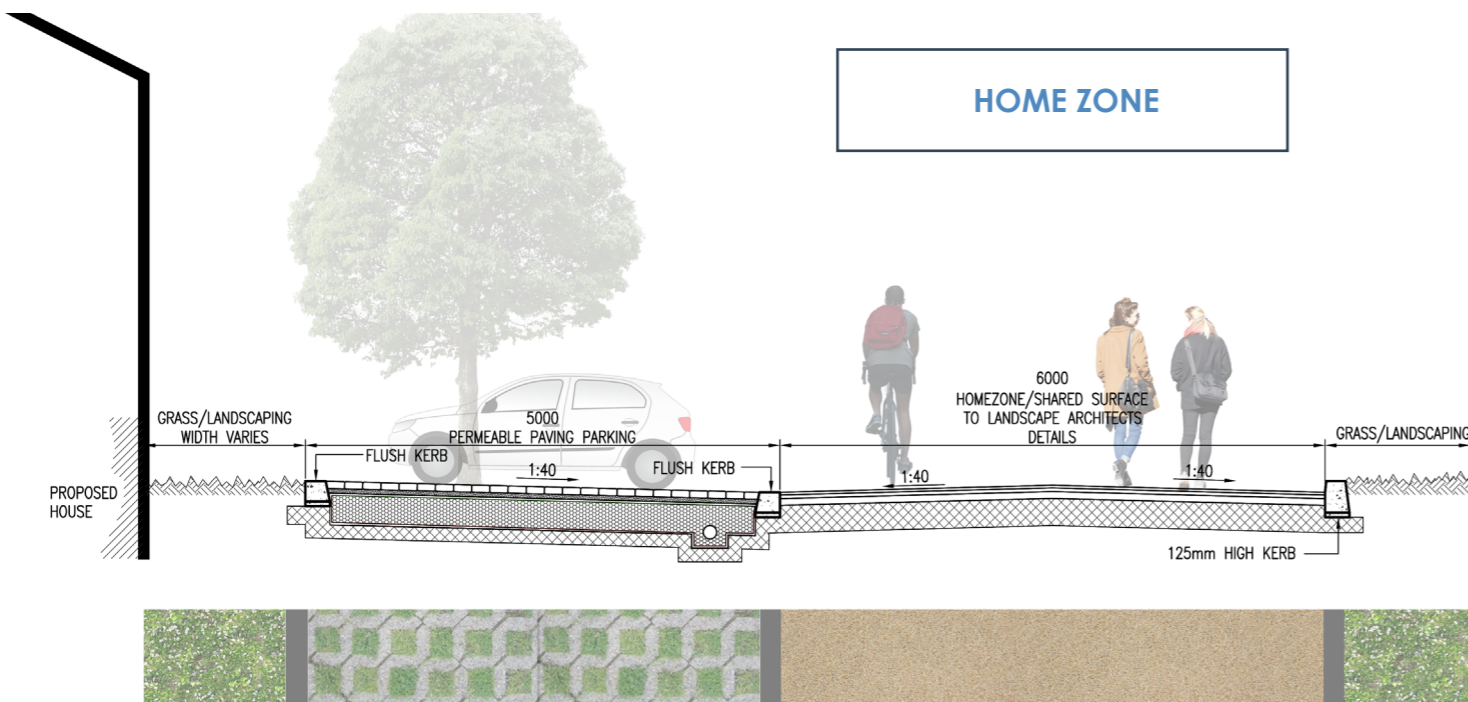 HOME ZONE
GRASS/LANDSCAPING
WIDTH VARIES
5000
PERMEABLE PAVING PARKING
6000
HOMEZONE/SHARED SURFACE
TO LANDSCAPE ARCHITECTS
DETAILS
GRASS/LANDSCAPING
FLUSH KERB
1:40
FLUSH KERB
1:40
1:40
PROPOSED
HOUSE
125mm HIGH KERB